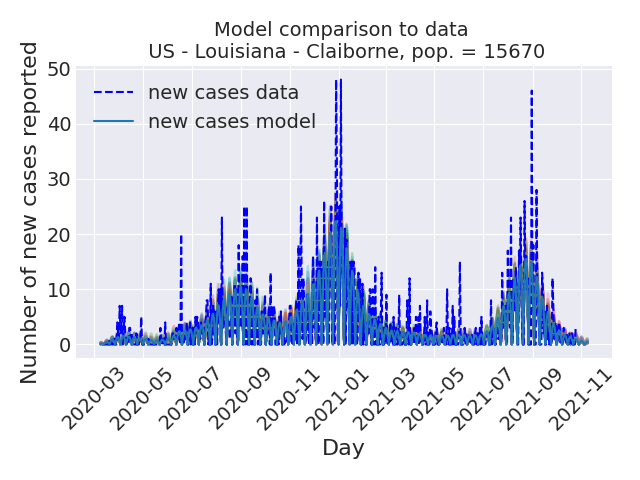 Model comparison to data
US - Louisiana - Claiborne, pop. = 15670
Number of new cases reported
50
40
30
20
10
0
new cases data
new cases model
2020-03
2020-05
2020-07
2020-09
2020-11
2021-01
2021-03
2021-05
2021-07
2021-09
2021-11
Day